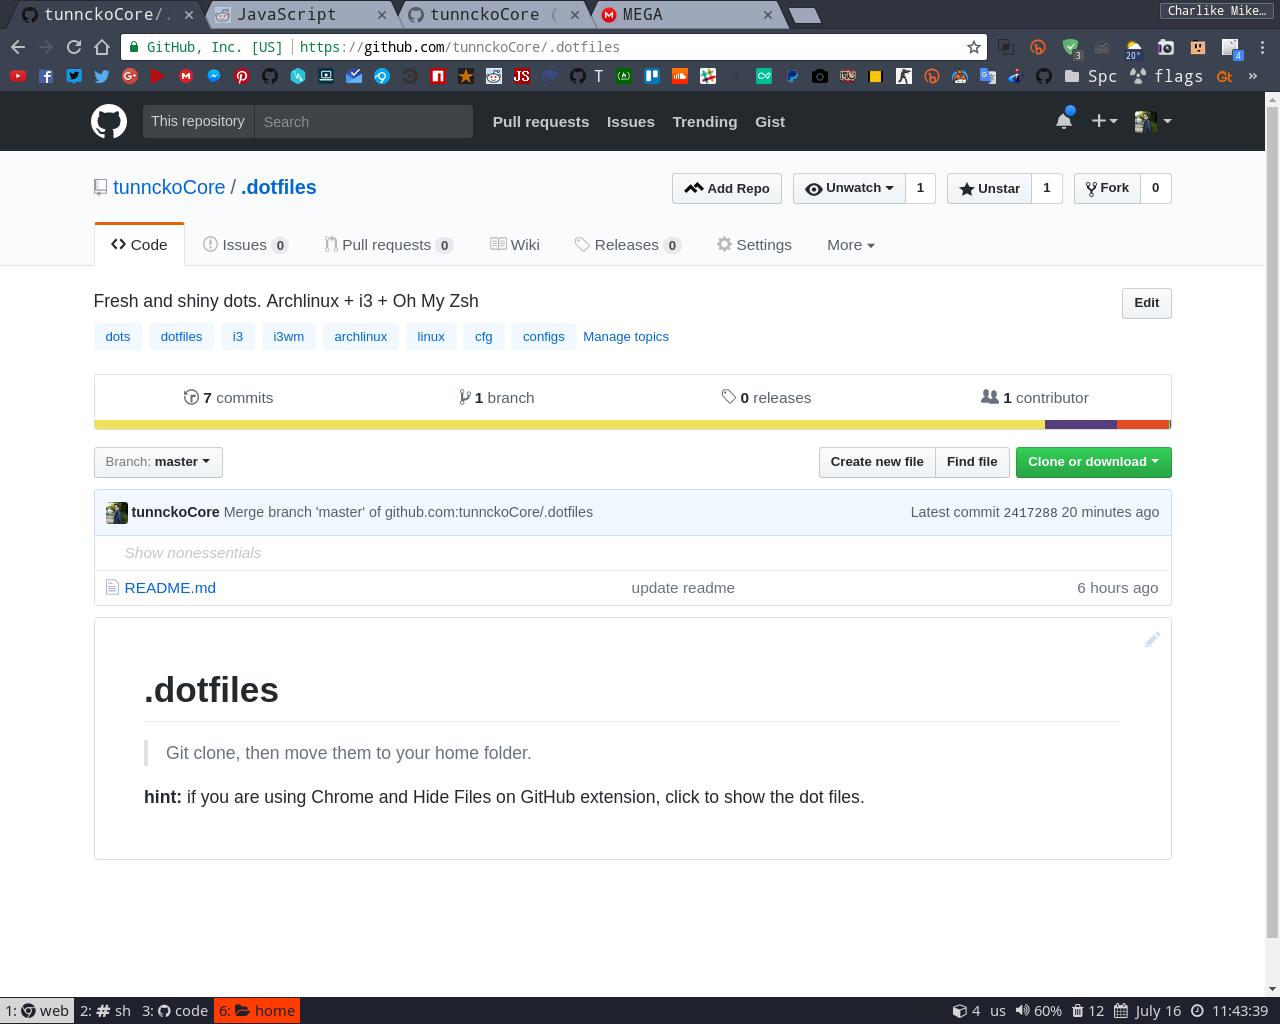 tunnckoCore/.
JavaScript
tunnckoCore (
MEGA
Charlike Mike…
GitHub, Inc. [US]
https://github.com/tunnckoCore/.dotfiles
3
20°
4
JS
T
Spc
flags
Gt
»
This repository
Search
Pull requests
Issues
Trending
Gist
tunnckoCore / .dotfiles
Add Repo
Unwatch
1
Unstar
1
Fork
0
Code
Issues 0
Pull requests 0
Wiki
Releases 0
Settings
More
Fresh and shiny dots. Archlinux + i3 + Oh My Zsh
Edit
dots
dotfiles
i3
i3wm
archlinux
linux
cfg
configs
Manage topics
7 commits
1 branch
0 releases
1 contributor
Branch: master
Create new file
Find file
Clone or download
tunnckoCore Merge branch 'master' of github.com:tunnckoCore/.dotfiles
Latest commit 2417288 20 minutes ago
Show nonessentials
README.md
update readme
6 hours ago
.dotfiles
Git clone, then move them to your home folder.
hint: if you are using Chrome and Hide Files on GitHub extension, click to show the dot files.
1: web
2: sh
3: code
6: home
4
us
60%
12
July 16
11:43:39